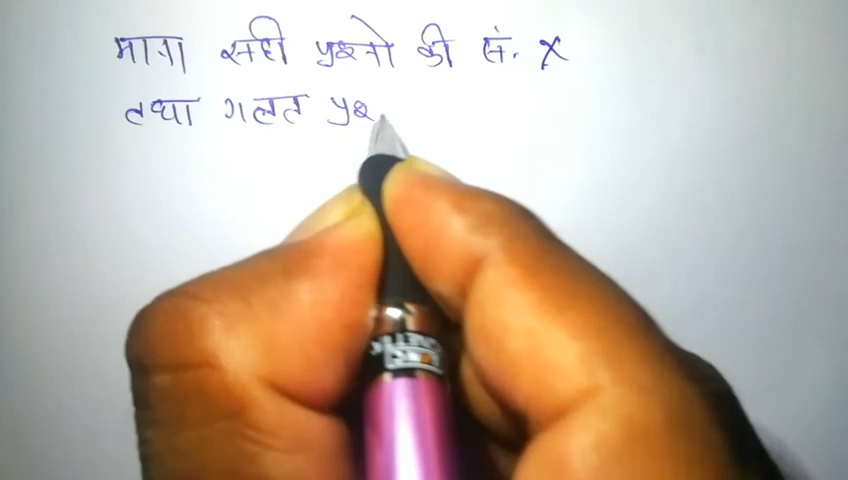 माना सही प्रश्नो की सं. x
तथा गलत प्रश